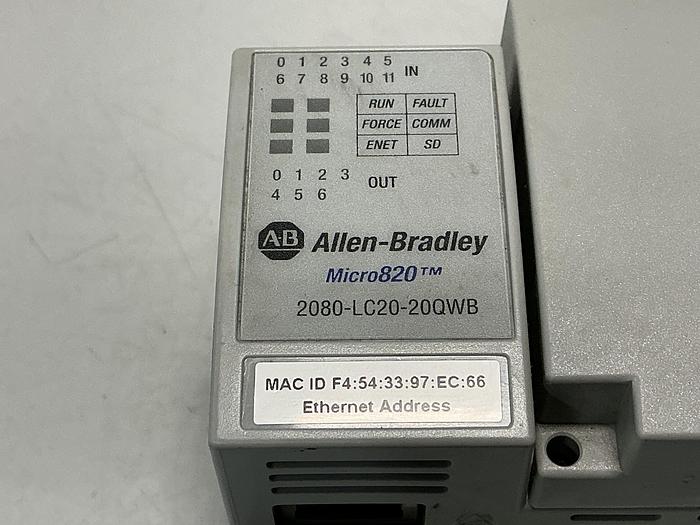 0 1 2 3 4 5
6 7 8 9 10 11 IN
RUN FAULT
FORCE COMM
ENET SD
0 1 2 3
4 5 6 OUT
AB Allen-Bradley
Micro820™
2080-LC20-20QWB
MAC ID F4:54:33:97:EC:66
Ethernet Address